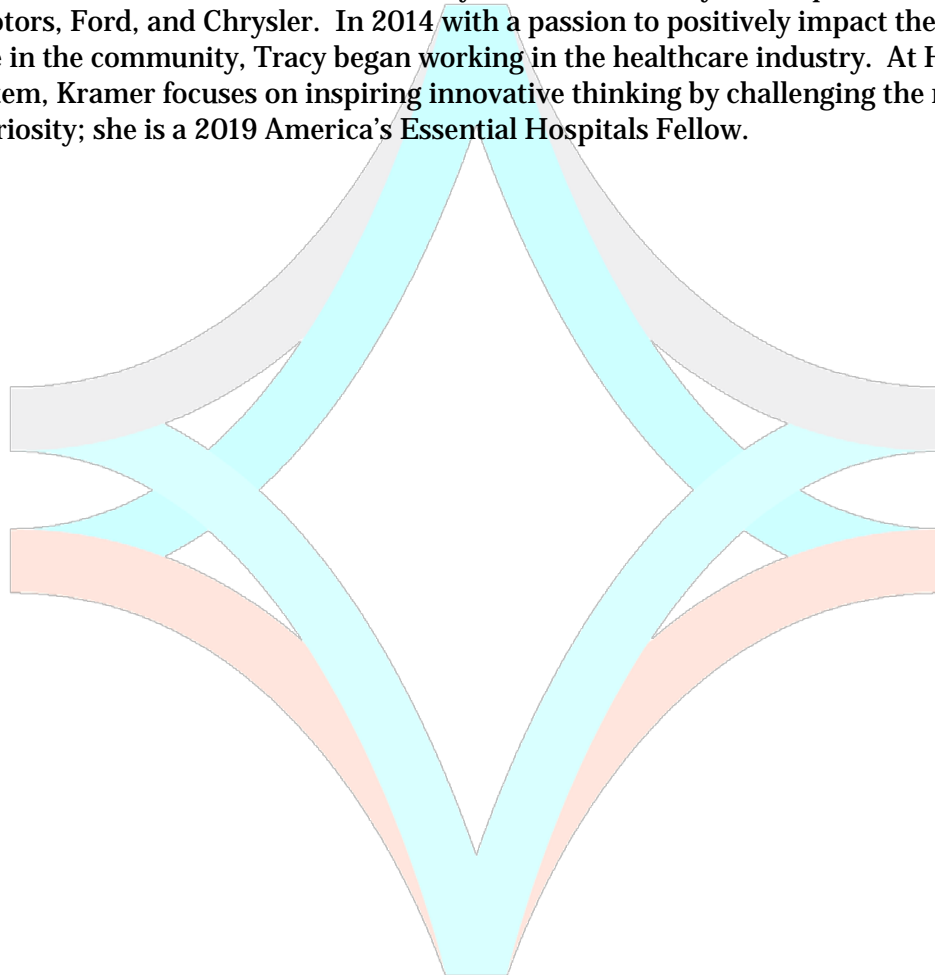 otors, Ford, and Chrysler.  In 2014 with a passion to positively impact the
in the community, Tracy began working in the healthcare industry.  At H
tem, Kramer focuses on inspiring innovative thinking by challenging the
riosity; she is a 2019 America’s Essential Hospitals Fellow.